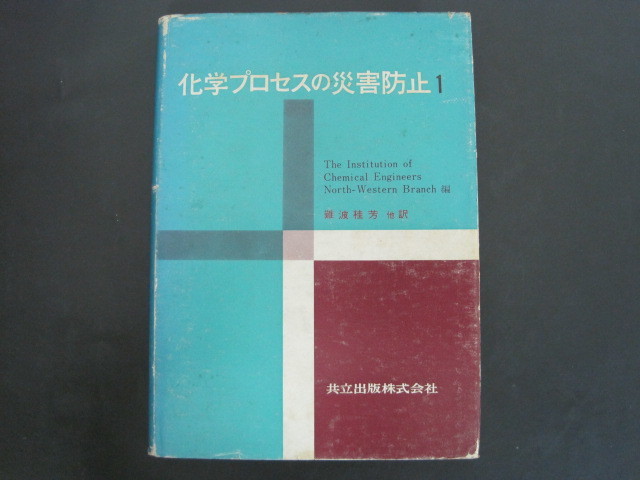 化学プロセスの災害防止 1
The Institution of
Chemical Engineers
North-Western Branch 編
難波桂芳 他訳
共立出版株式会社